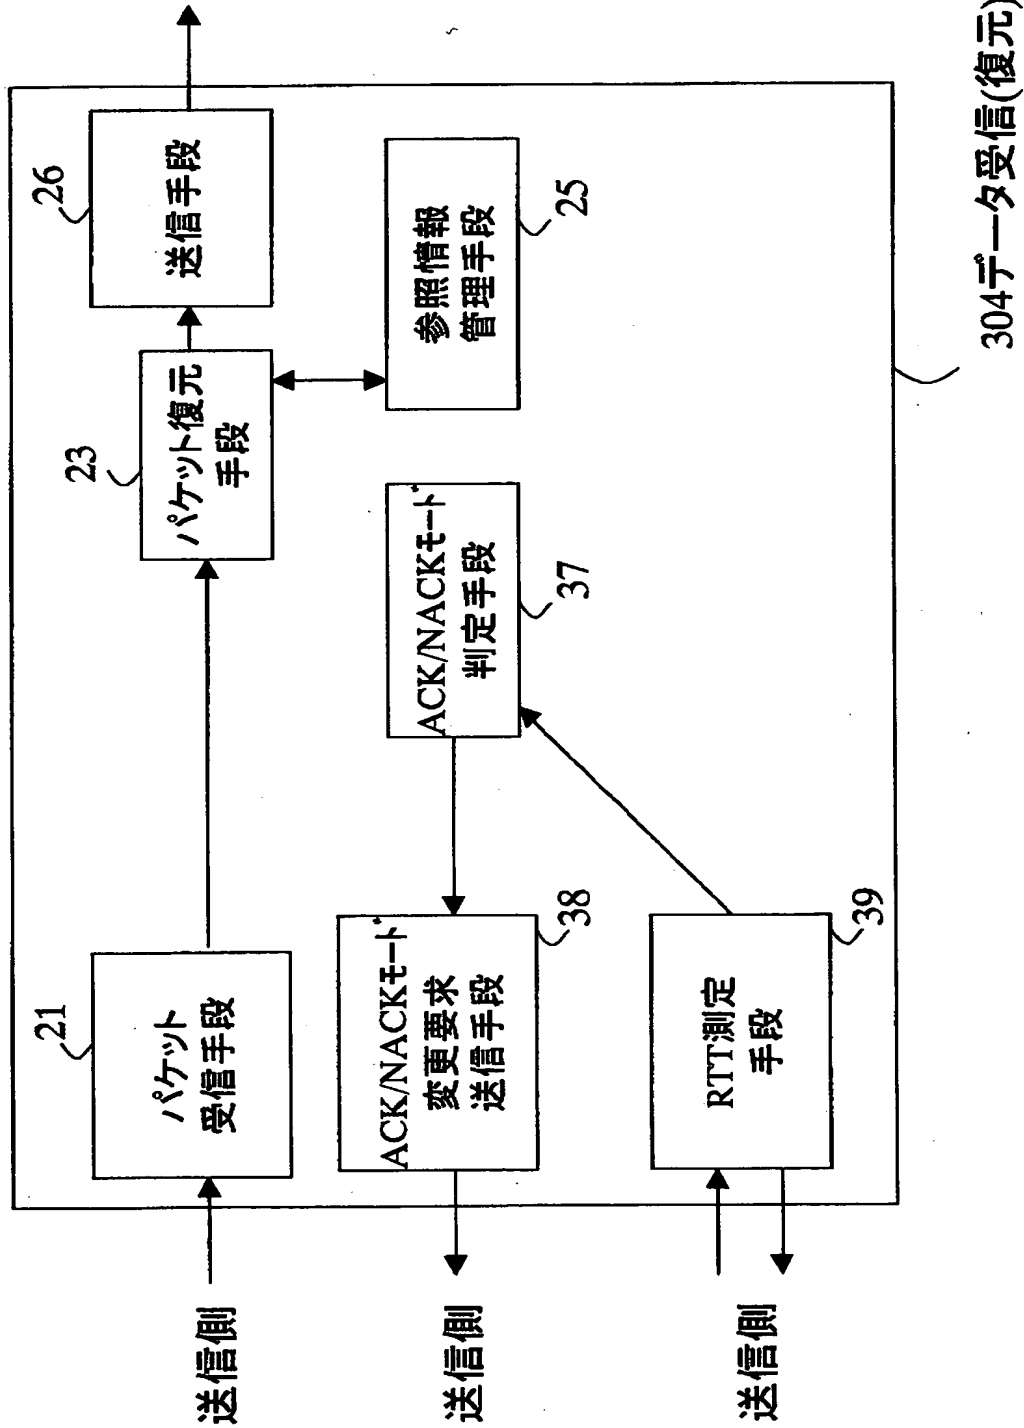 送信側
21
パケット
受信手段
23
パケット復元
手段
26
送信手段
送信側
38
ACK/NACKモード
変更要求
送信手段
37
ACK/NACKモード
判定手段
25
参照情報
管理手段
送信側
39
RTT測定
手段
304データ受信(復元)